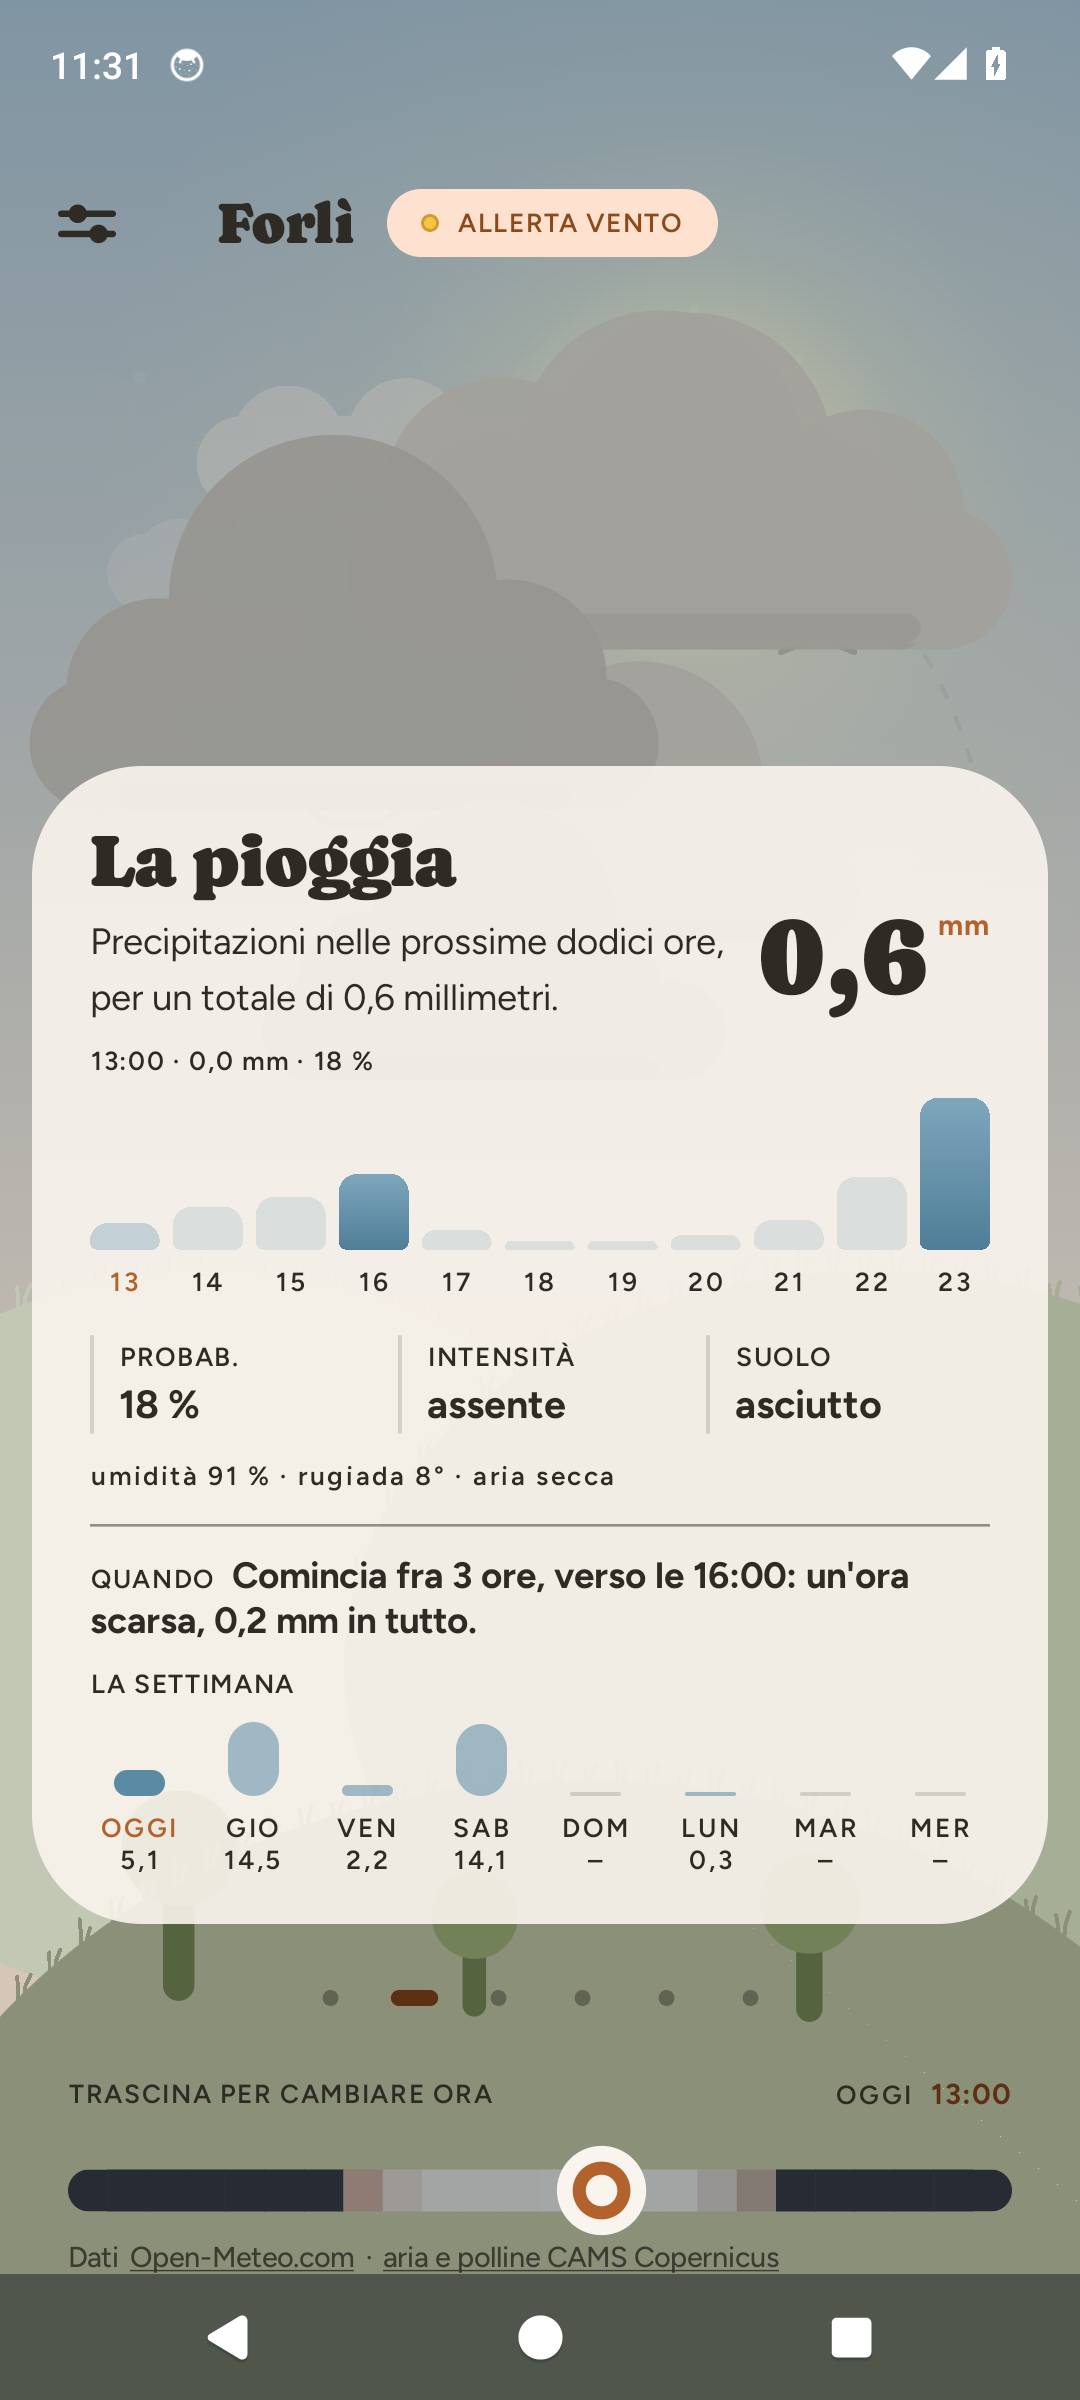 11:31
Forlì
ALLERTA VENTO
La pioggia
Precipitazioni nelle prossime dodici ore,
per un totale di 0,6 millimetri.
0,6 mm
13:00 · 0,0 mm · 18 %
13 14 15 16 17 18 19 20 21 22 23
PROBAB. INTENSITÀ SUOLO
18 % assente asciutto
umidità 91 % · rugiada 8° · aria secca
QUANDO Comincia fra 3 ore, verso le 16:00: un'ora
scarsa, 0,2 mm in tutto.
LA SETTIMANA
OGGI GIO VEN SAB DOM LUN MAR MER
5,1 14,5 2,2 14,1 – 0,3 – –
TRASCINA PER CAMBIARE ORA OGGI 13:00
Dati Open-Meteo.com · aria e polline CAMS Copernicus